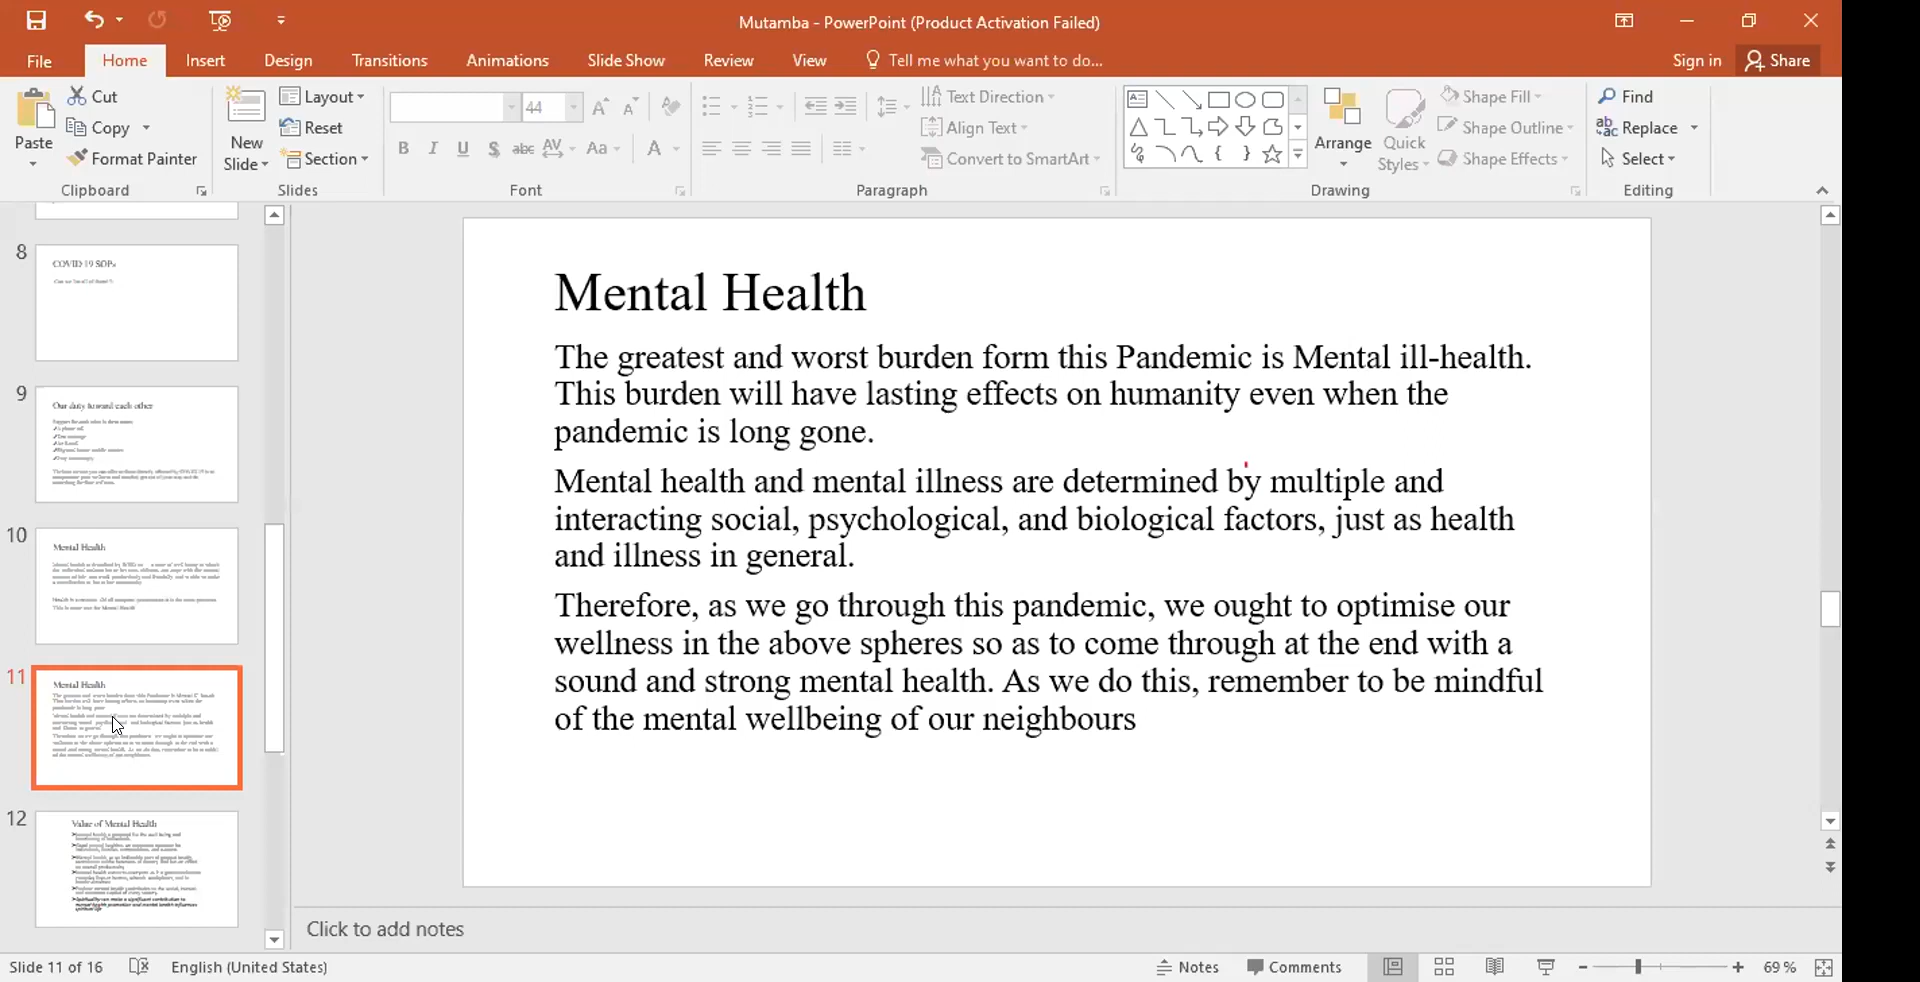 Mutamba - PowerPoint (Product Activation Failed)
File Home Insert Design Transitions Animations Slide Show Review View Tell me what you want to do... Sign in Share
Paste Cut Copy Format Painter Clipboard
New Slide Layout Reset Section Slides
44
B I U S abc AV Aa A Font
Text Direction Align Text Convert to SmartArt Paragraph
Arrange Quick Styles Shape Fill Shape Outline Shape Effects Drawing
Find Replace Select Editing
8
COVID 19 SOPs
9
Our duty toward each other
10
Mental Health
11
Mental Health
12
Value of Mental Health
Mental Health
The greatest and worst burden form this Pandemic is Mental ill-health.
This burden will have lasting effects on humanity even when the
pandemic is long gone.
Mental health and mental illness are determined by multiple and
interacting social, psychological, and biological factors, just as health
and illness in general.
Therefore, as we go through this pandemic, we ought to optimise our
wellness in the above spheres so as to come through at the end with a
sound and strong mental health. As we do this, remember to be mindful
of the mental wellbeing of our neighbours
Click to add notes
Slide 11 of 16 English (United States) Notes Comments 69 %